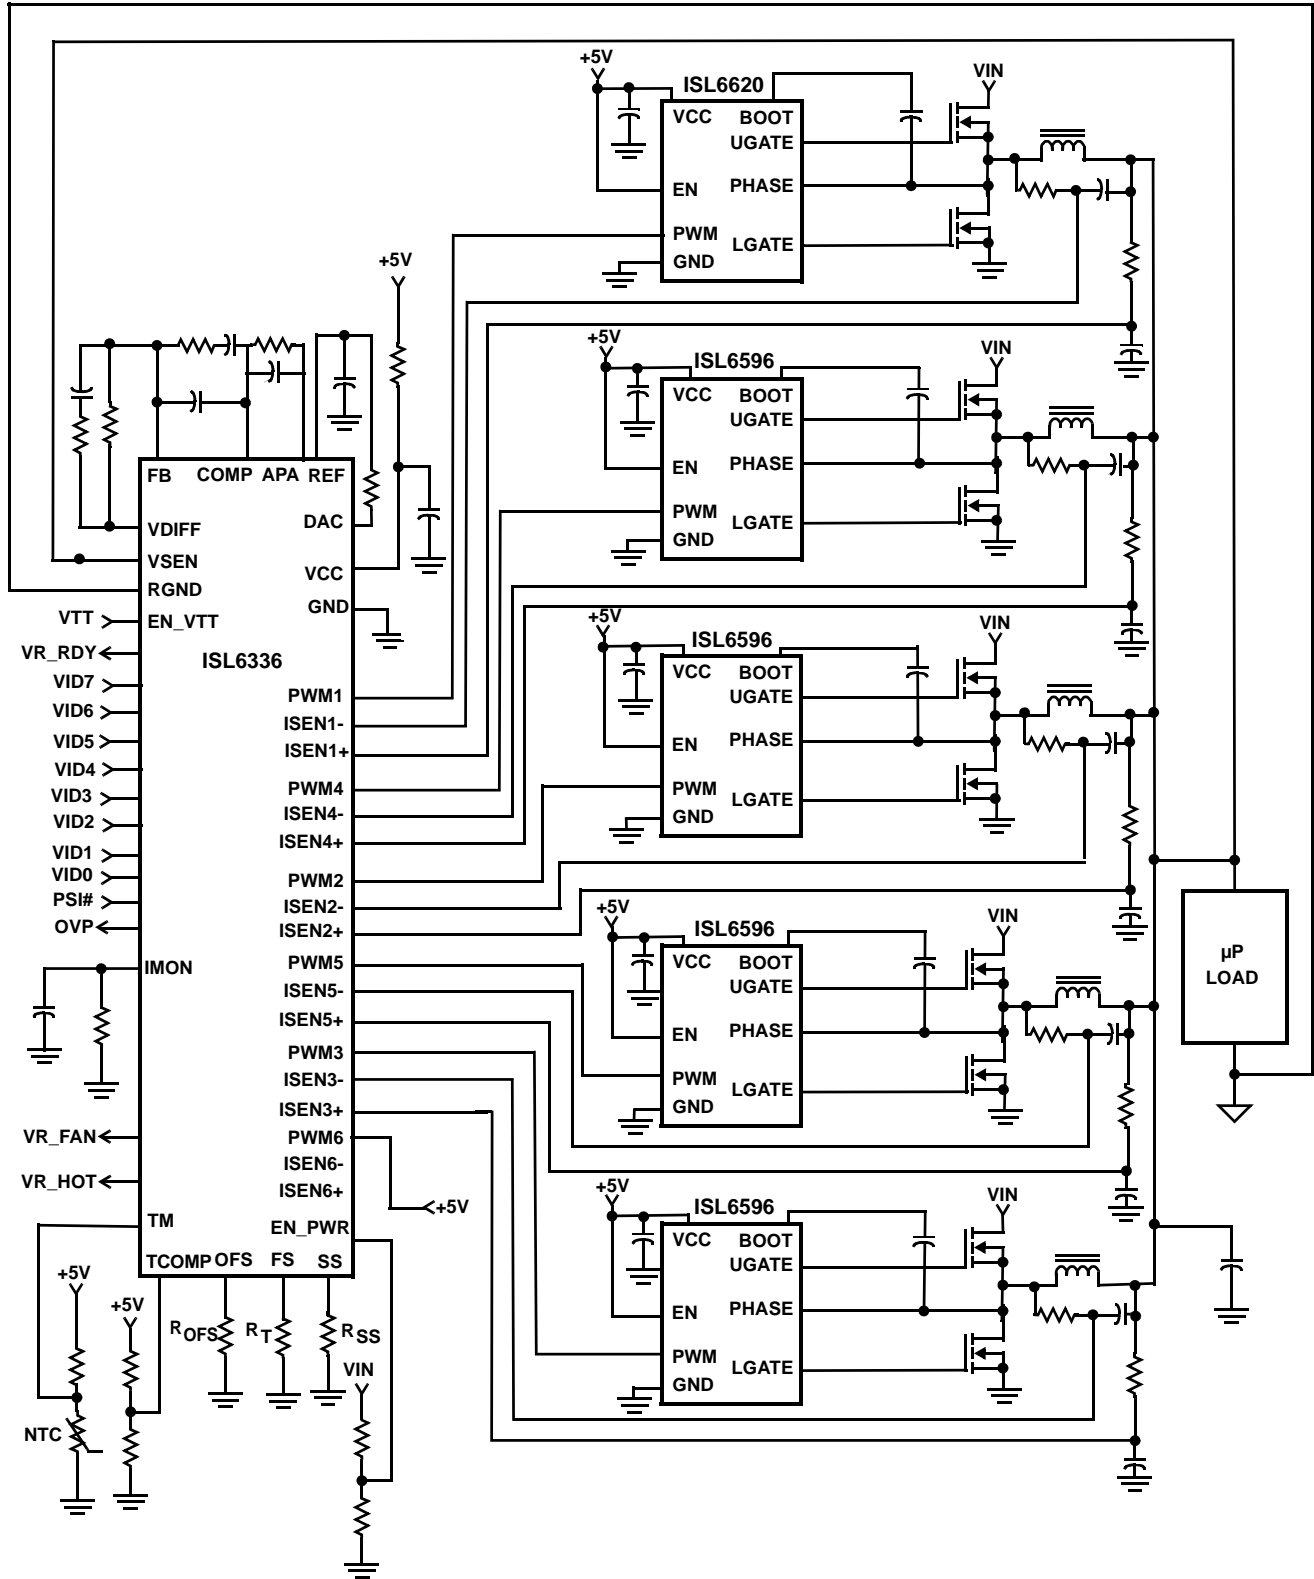 +5V
ISL6620
VIN
VCC
BOOT
UGATE
EN
PHASE
PWM
LGATE
GND
+5V
+5V
ISL6596
VIN
VCC
BOOT
UGATE
EN
PHASE
PWM
LGATE
GND
+5V
ISL6596
VIN
VCC
BOOT
UGATE
EN
PHASE
PWM
LGATE
GND
+5V
ISL6596
VIN
VCC
BOOT
UGATE
EN
PHASE
PWM
LGATE
GND
+5V
ISL6596
VIN
VCC
BOOT
UGATE
EN
PHASE
PWM
LGATE
GND
µP
LOAD
FB
COMP
APA
REF
DAC
VDIFF
VSEN
VCC
RGND
GND
VTT
EN_VTT
VR_RDY
ISL6336
VID7
VID6
VID5
VID4
VID3
VID2
VID1
VID0
PSI#
OVP
IMON
PWM1
ISEN1-
ISEN1+
PWM4
ISEN4-
ISEN4+
PWM2
ISEN2-
ISEN2+
PWM5
ISEN5-
ISEN5+
PWM3
ISEN3-
ISEN3+
PWM6
ISEN6-
ISEN6+
+5V
EN_PWR
VR_FAN
VR_HOT
TM
TCOMP
OFS
FS
SS
+5V
+5V
ROFS
RT
RSS
VIN
NTC